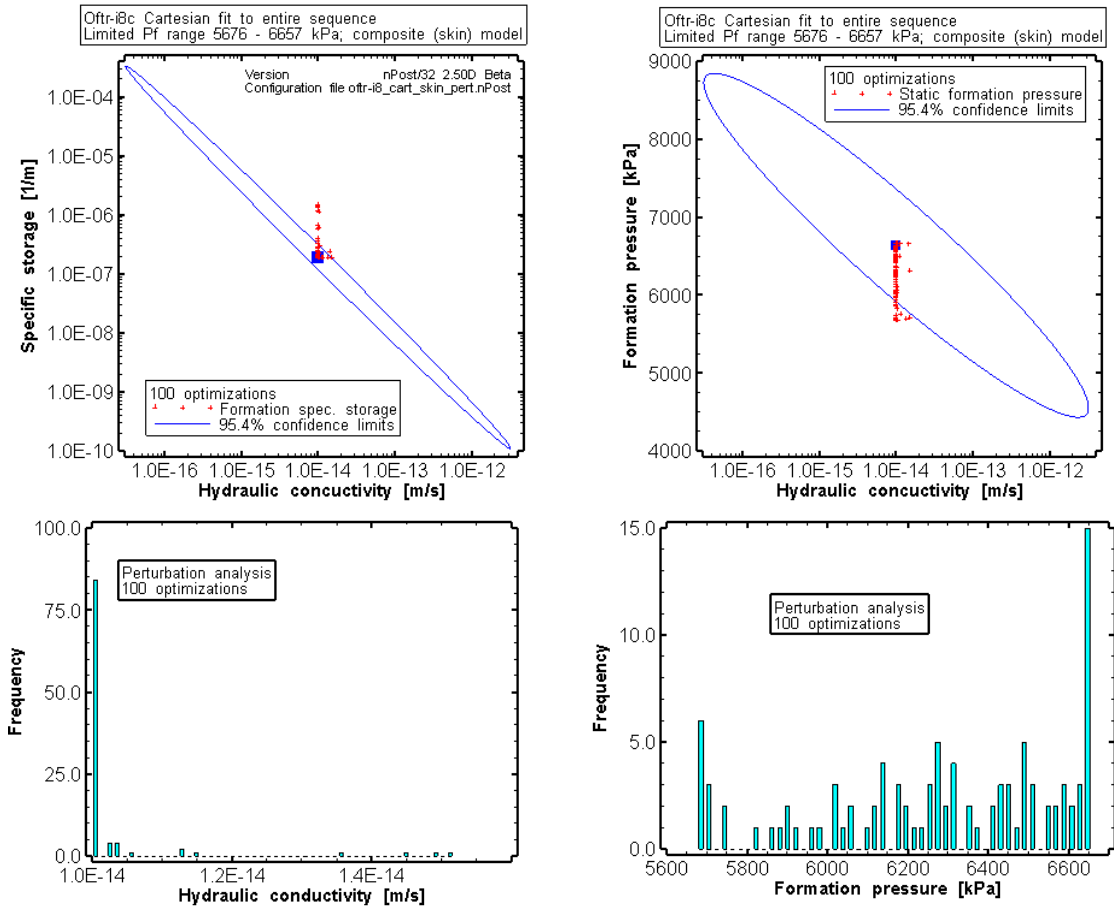 Oftr-i8c Cartesian fit to entire sequence
Limited Pf range 5676 - 6657 kPa; composite (skin) model
Version nPost/32 2.50D Beta
Configuration file oftr-i8_cart_skin_pert.nPost
1.0E-04
1.0E-05
1.0E-06
1.0E-07
1.0E-08
1.0E-09
1.0E-10
Specific storage [1/m]
100 optimizations
Formation spec. storage
95.4% confidence limits
1.0E-16 1.0E-15 1.0E-14 1.0E-13 1.0E-12
Hydraulic concuctivity [m/s]
Oftr-i8c Cartesian fit to entire sequence
Limited Pf range 5676 - 6657 kPa; composite (skin) model
100 optimizations
Static formation pressure
95.4% confidence limits
9000
8000
7000
6000
5000
4000
Formation pressure [kPa]
1.0E-16 1.0E-15 1.0E-14 1.0E-13 1.0E-12
Hydraulic concuctivity [m/s]
100.0
75.0
50.0
25.0
0.0
Frequency
Perturbation analysis
100 optimizations
1.0E-14 1.2E-14 1.4E-14
Hydraulic conductivity [m/s]
15.0
10.0
5.0
0.0
Frequency
Perturbation analysis
100 optimizations
5600 5800 6000 6200 6400 6600
Formation pressure [kPa]